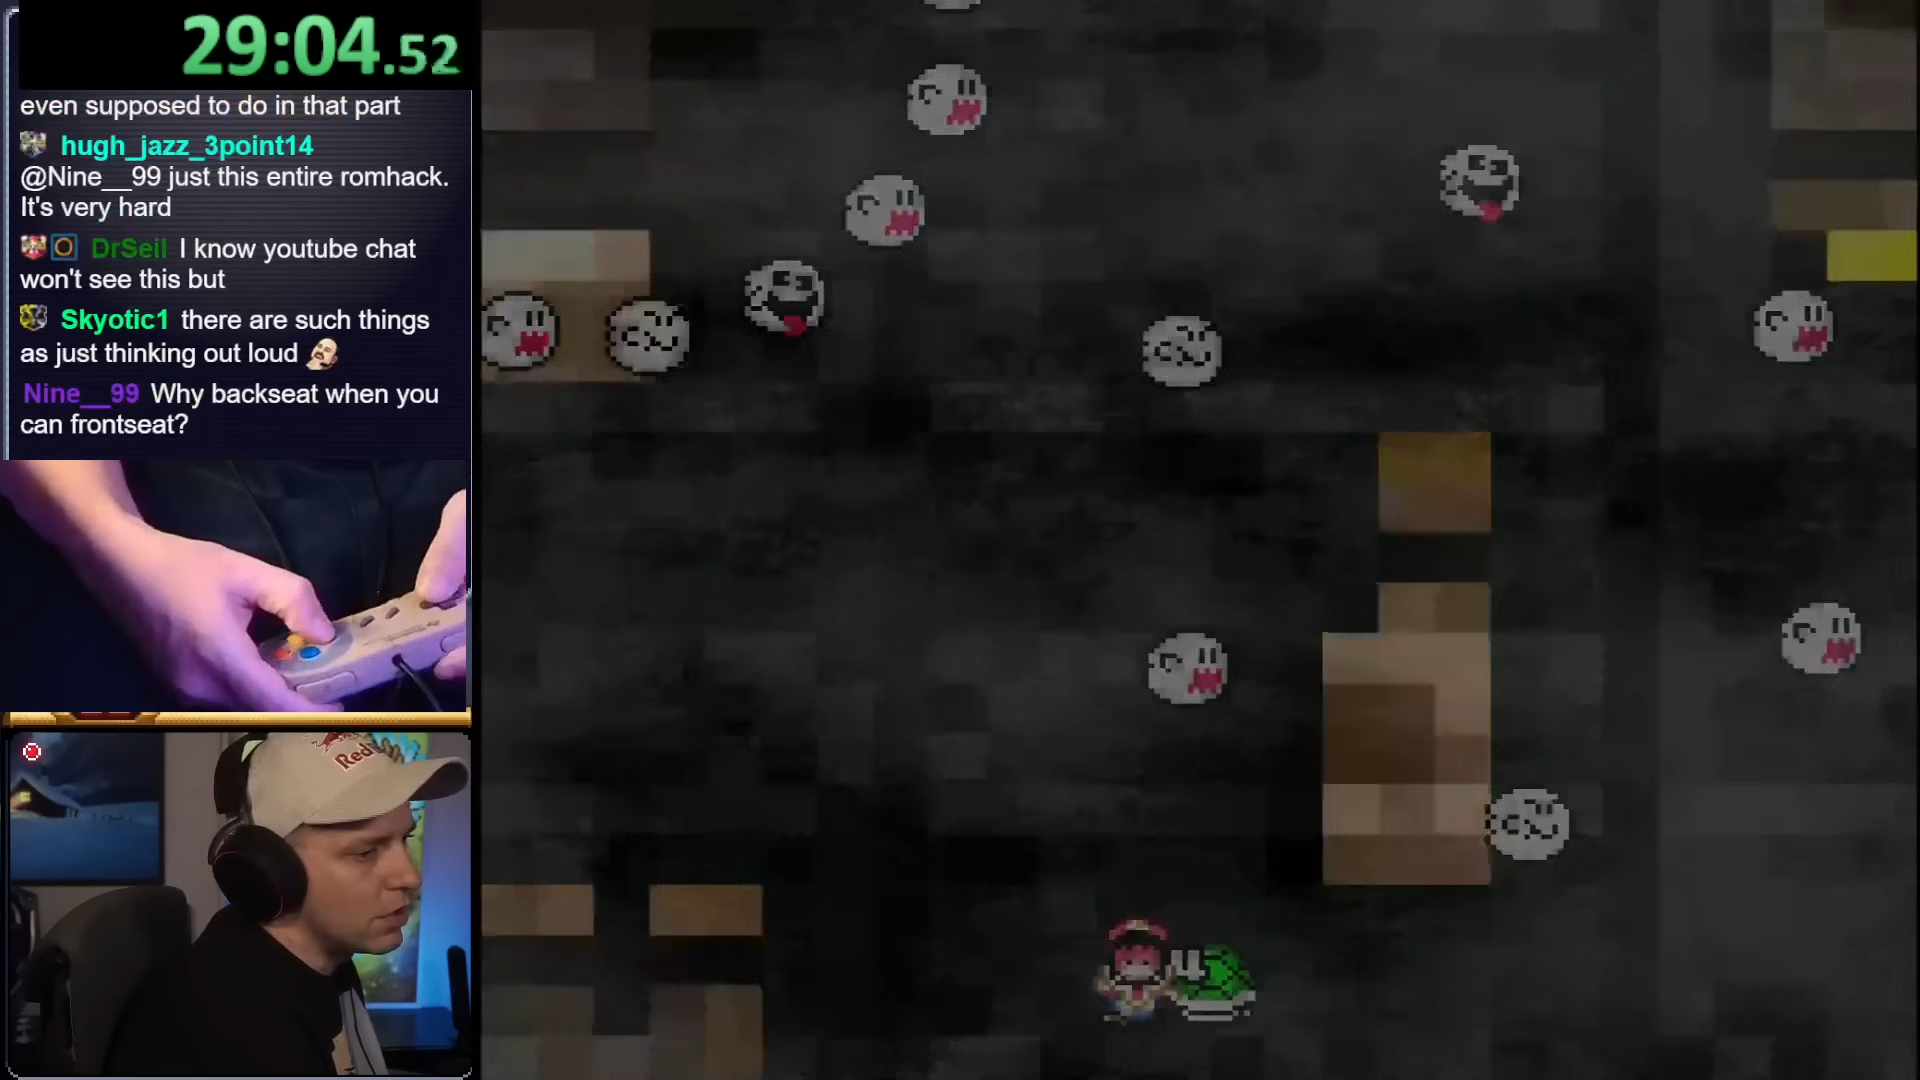 29:04.52
even supposed to do in that part
hugh_jazz_3point14
@Nine__99 just this entire romhack.
It's very hard
DrSeil I know youtube chat
won't see this but
Skyotic1 there are such things
as just thinking out loud
Nine__99 Why backseat when you
can frontseat?
Red